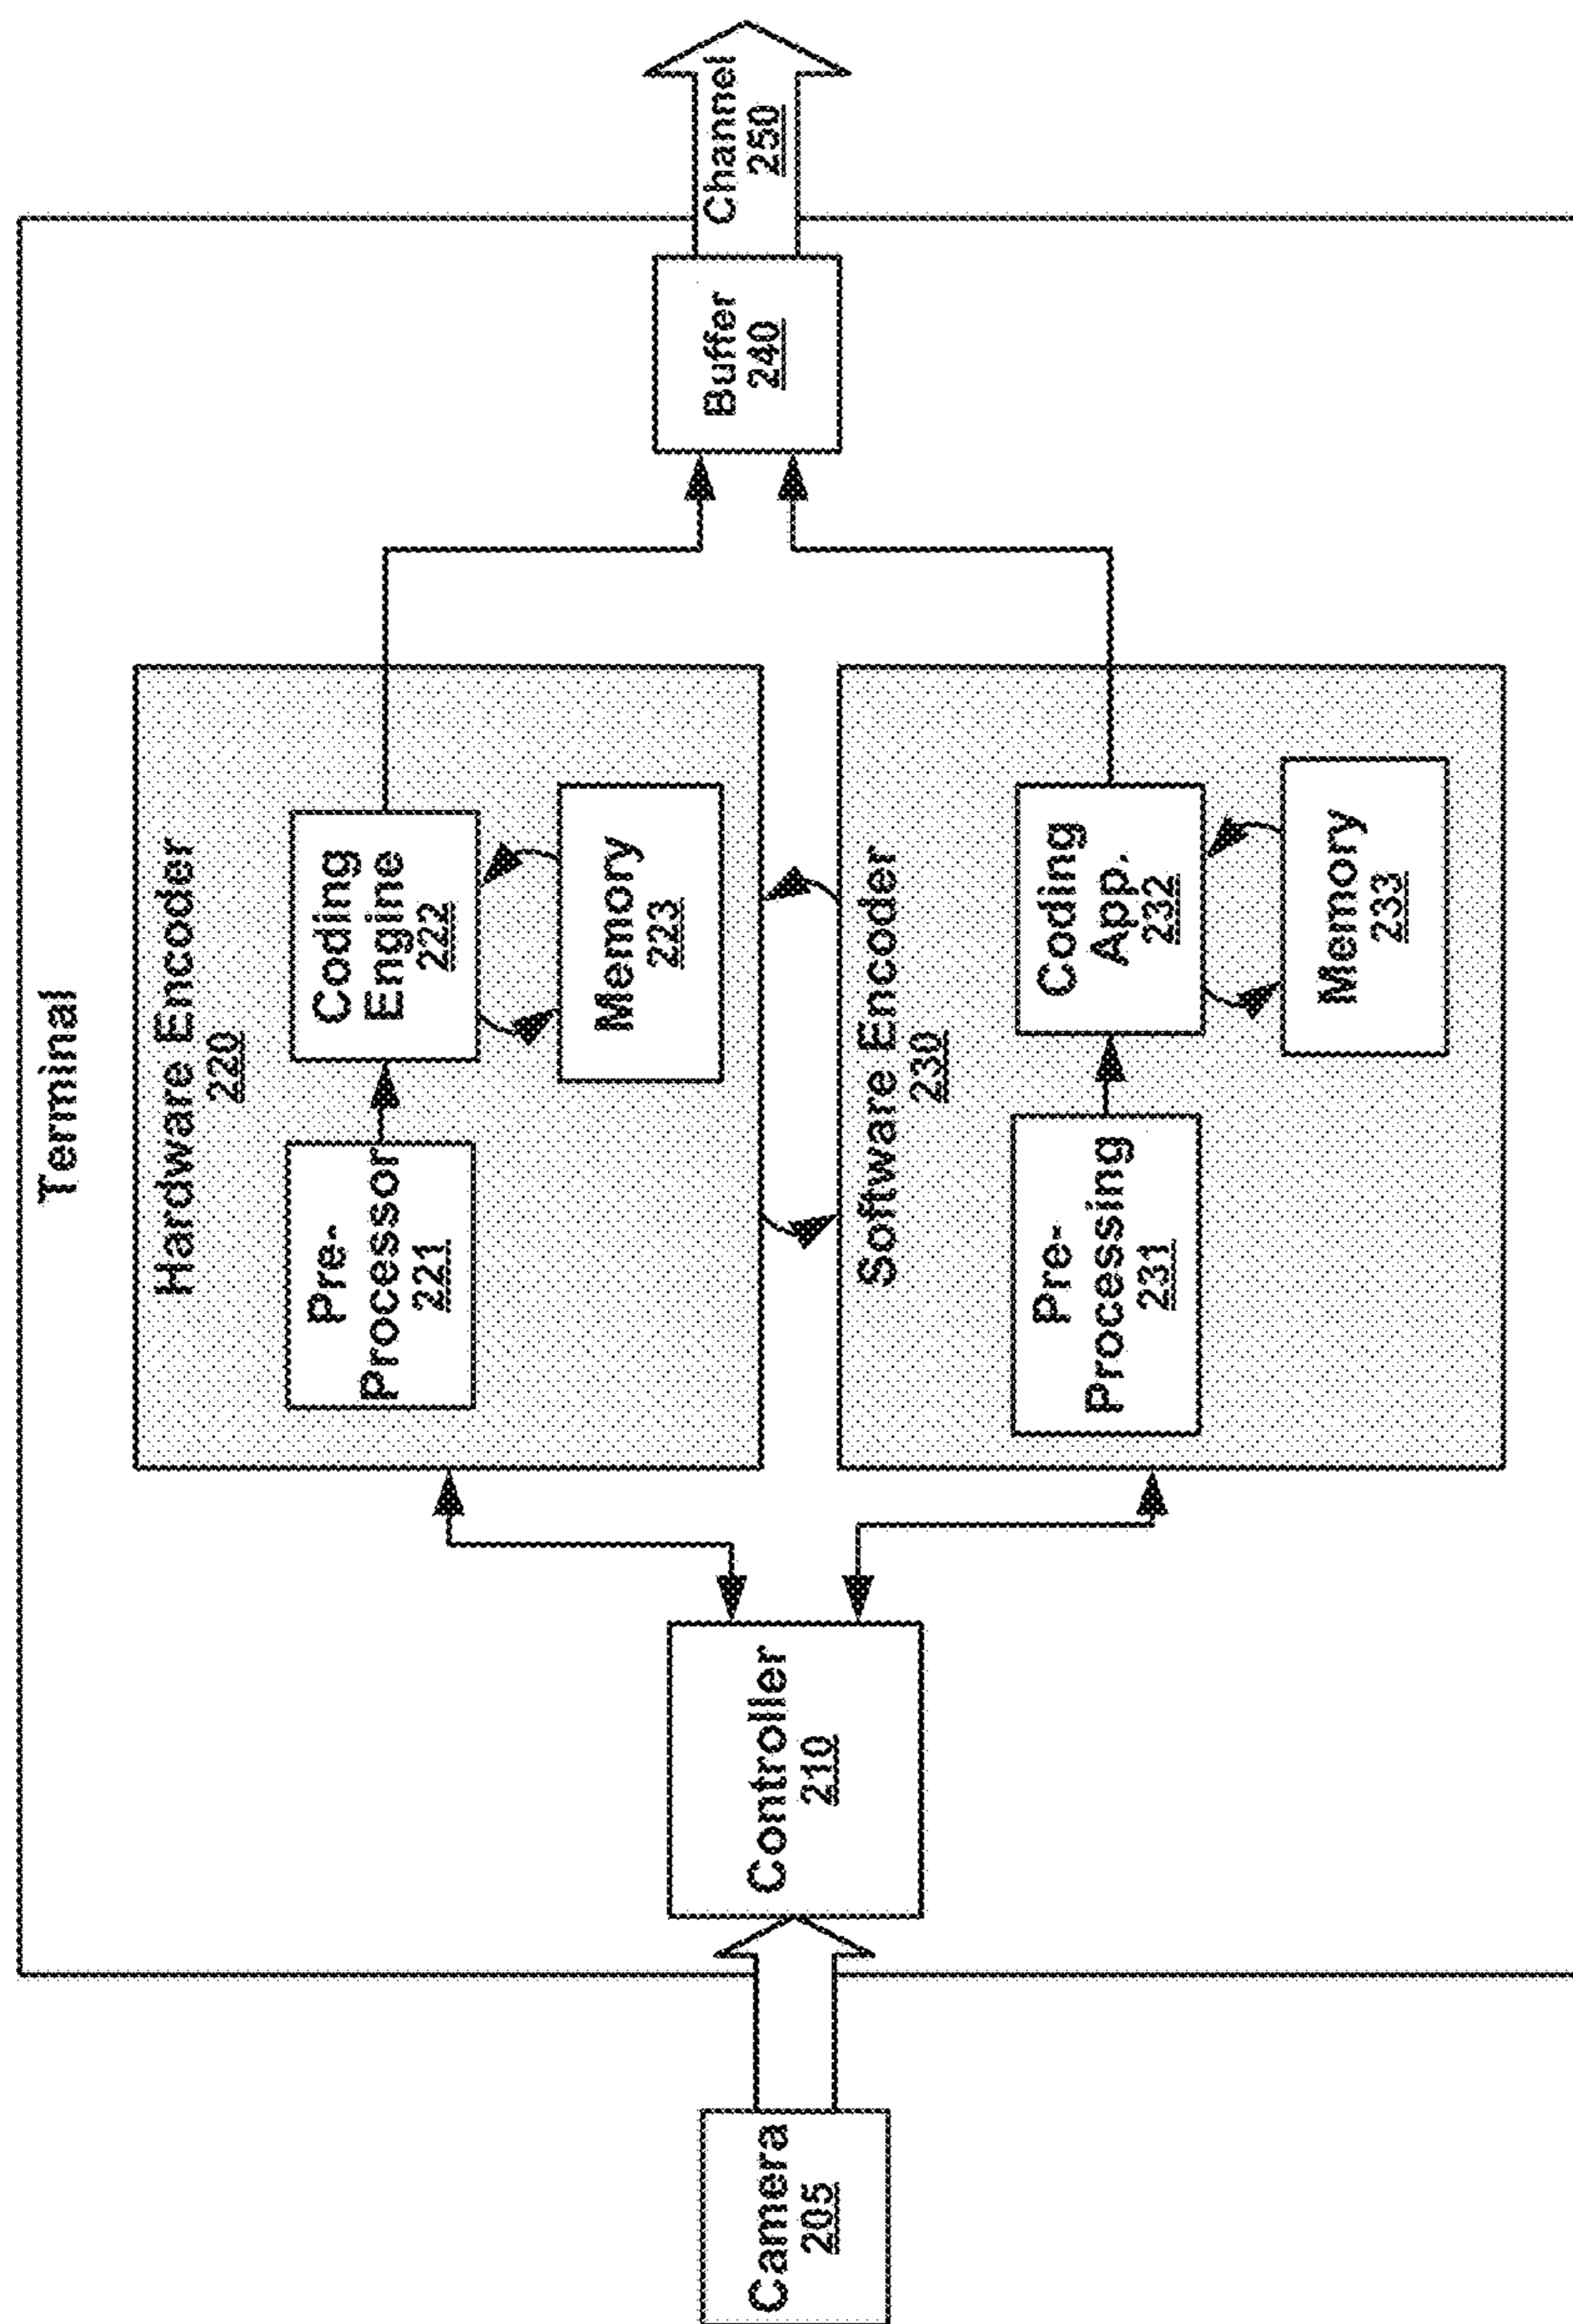 Terminal
Hardware Encoder
220
Pre-
Processor
221
Coding
Engine
222
Memory
223
Camera
205
Controller
210
Buffer
240
Channel
250
Software Encoder
230
Pre-
Processing
231
Coding
App.
232
Memory
233